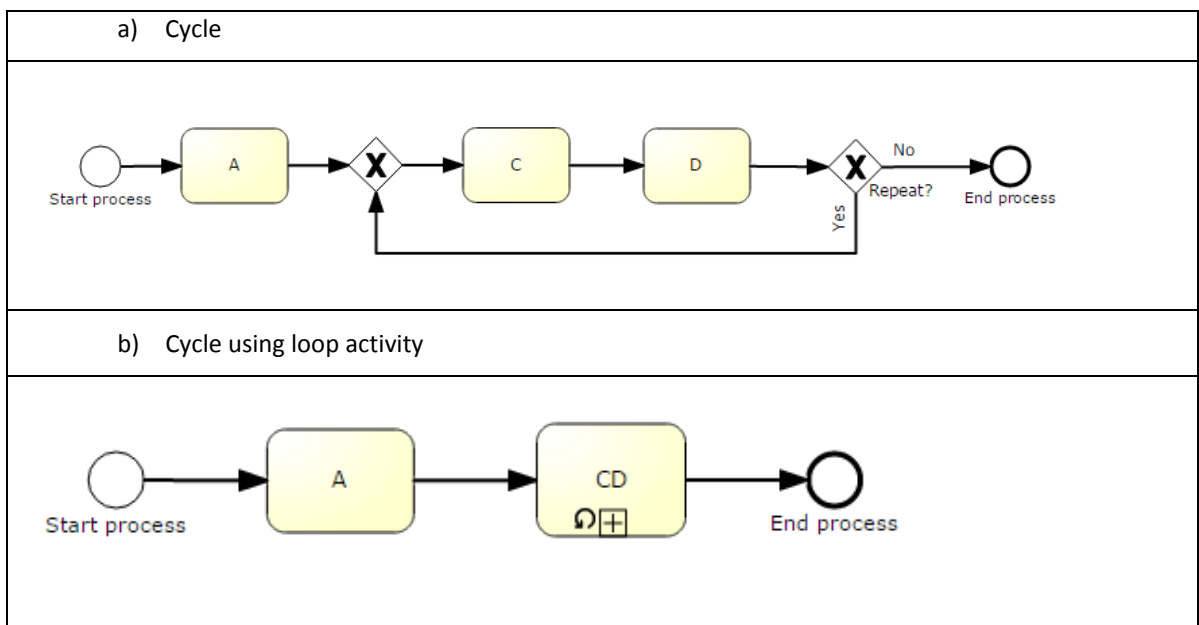 a) Cycle
A
C
D
No
Start process
Repeat?
End process
Yes
b) Cycle using loop activity
A
CD
Start process
End process